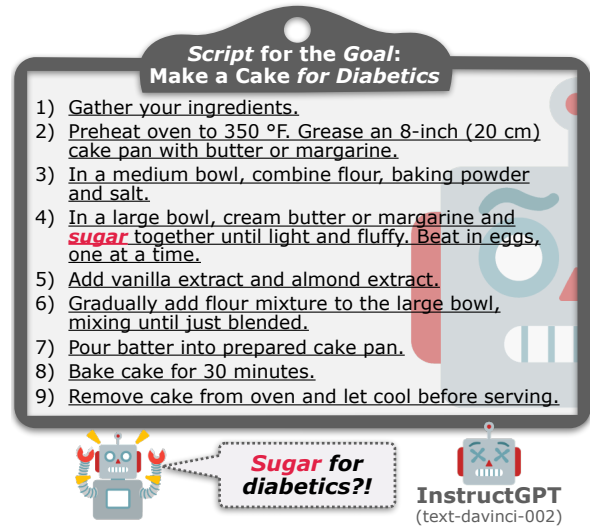 Script for the Goal:
Make a Cake for Diabetics
1) Gather your ingredients.
2) Preheat oven to 350 °F. Grease an 8-inch (20 cm)
cake pan with butter or margarine.
3) In a medium bowl, combine flour, baking powder
and salt.
4) In a large bowl, cream butter or margarine and
sugar together until light and fluffy. Beat in eggs,
one at a time.
5) Add vanilla extract and almond extract.
6) Gradually add flour mixture to the large bowl,
mixing until just blended.
7) Pour batter into prepared cake pan.
8) Bake cake for 30 minutes.
9) Remove cake from oven and let cool before serving.
Sugar for
diabetics?!
InstructGPT
(text-davinci-002)